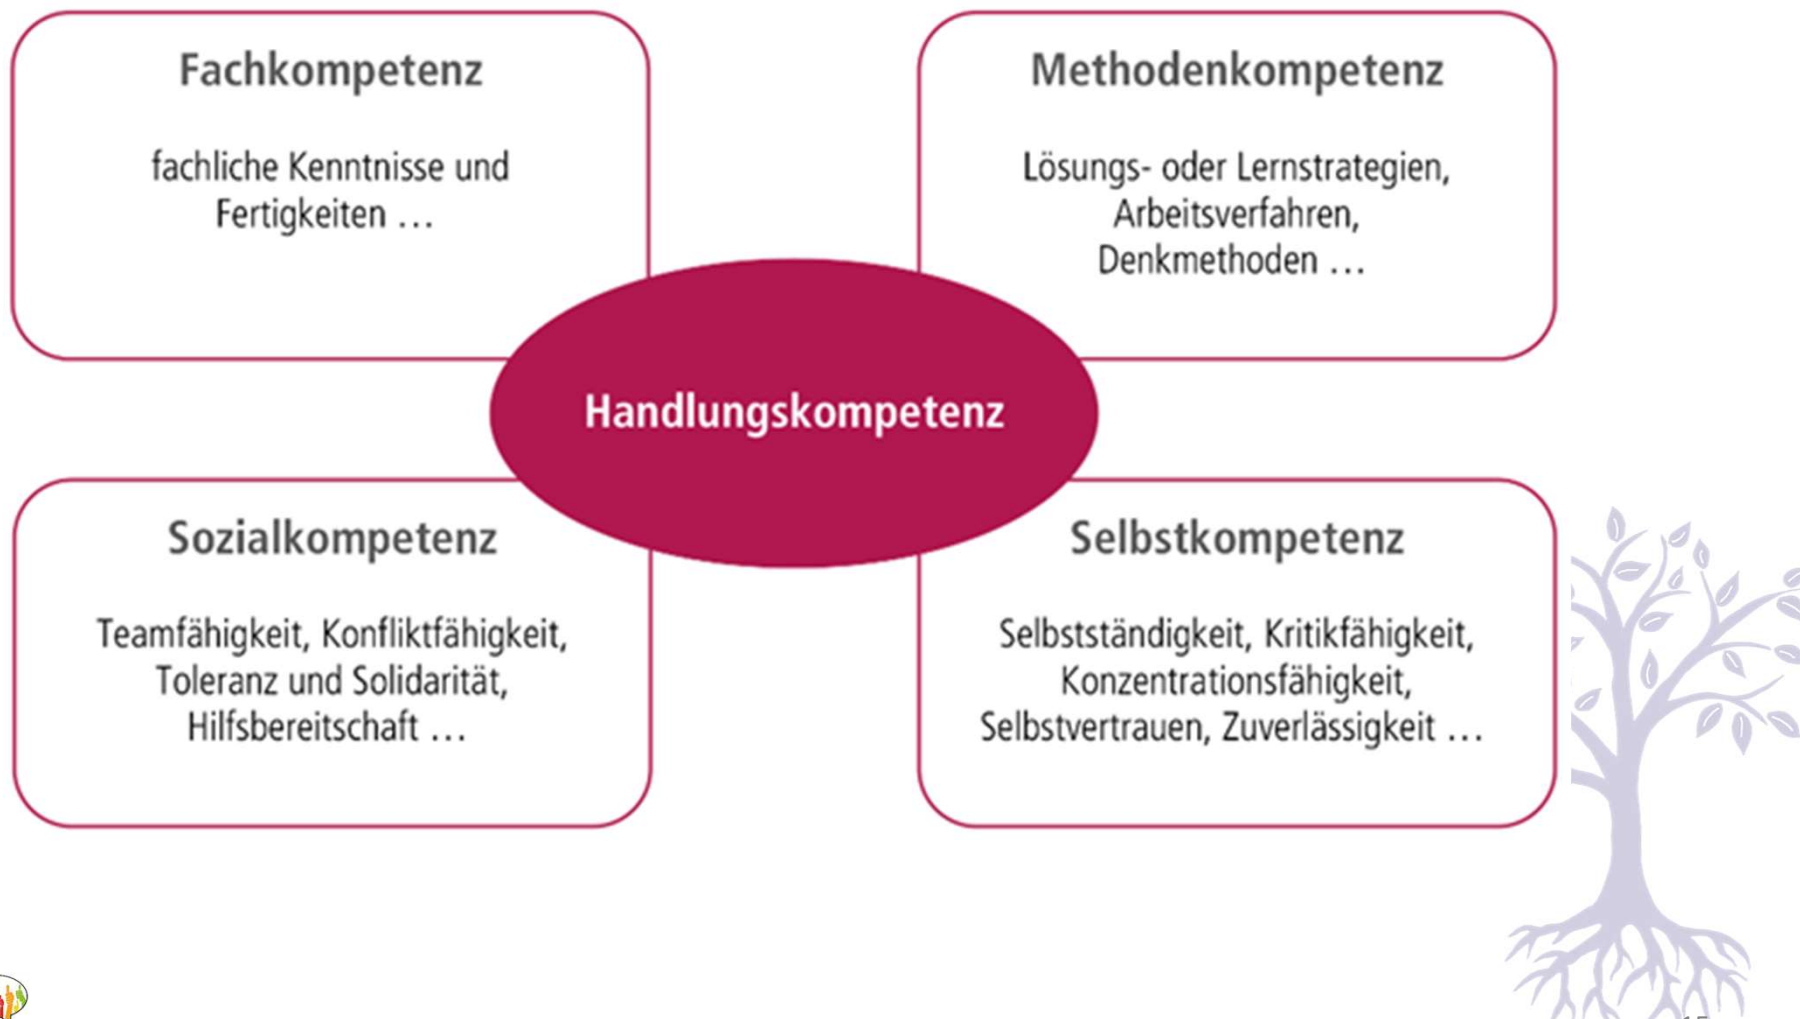 Fachkompetenz
fachliche Kenntnisse und
Fertigkeiten ...
Methodenkompetenz
Lösungs- oder Lernstrategien,
Arbeitsverfahren,
Denkmethoden ...
Handlungskompetenz
Sozialkompetenz
Teamfähigkeit, Konfliktfähigkeit,
Toleranz und Solidarität,
Hilfsbereitschaft ...
Selbstkompetenz
Selbstständigkeit, Kritikfähigkeit,
Konzentrationsfähigkeit,
Selbstvertrauen, Zuverlässigkeit ...